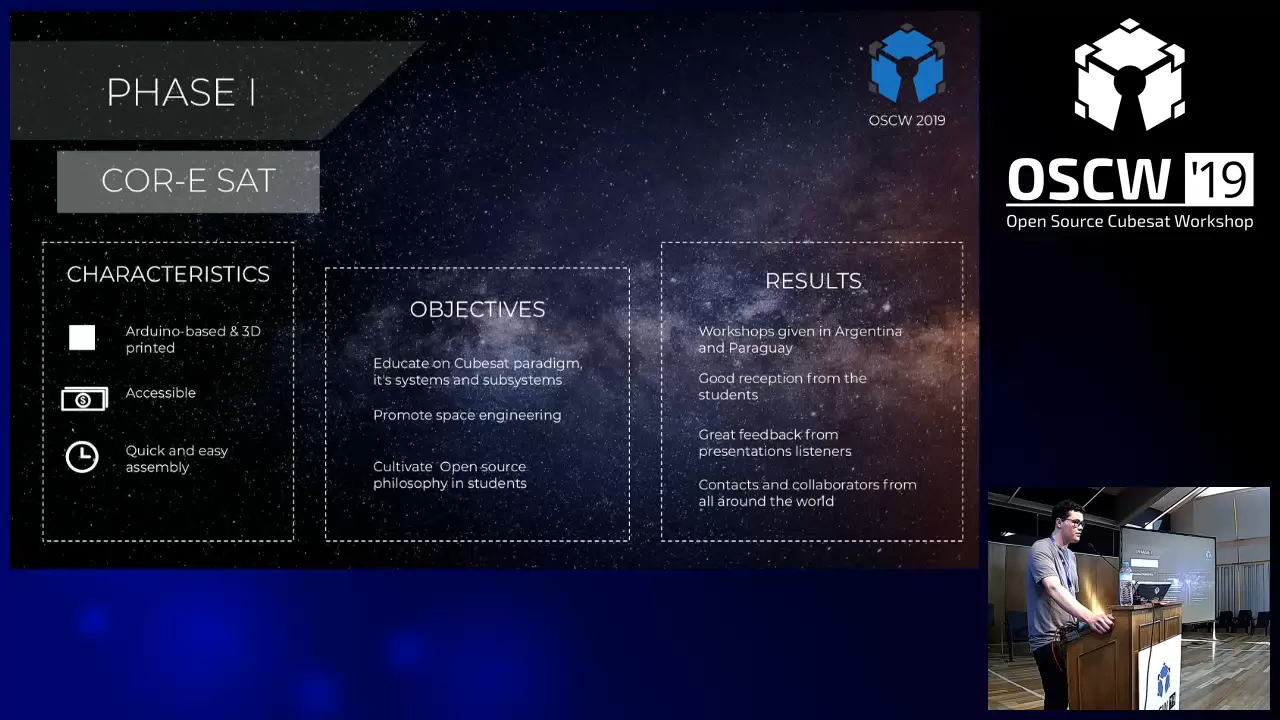 PHASE I
COR-E SAT
OSCW 2019
CHARACTERISTICS
Arduino-based & 3D
printed
Accessible
Quick and easy
assembly
OBJECTIVES
Educate on Cubesat paradigm,
it's systems and subsystems
Promote space engineering
Cultivate Open source
philosophy in students
RESULTS
Workshops given in Argentina
and Paraguay
Good reception from the
students
Great feedback from
presentations listeners
Contacts and collaborators from
all around the world
OSCW '19
Open Source Cubesat Workshop